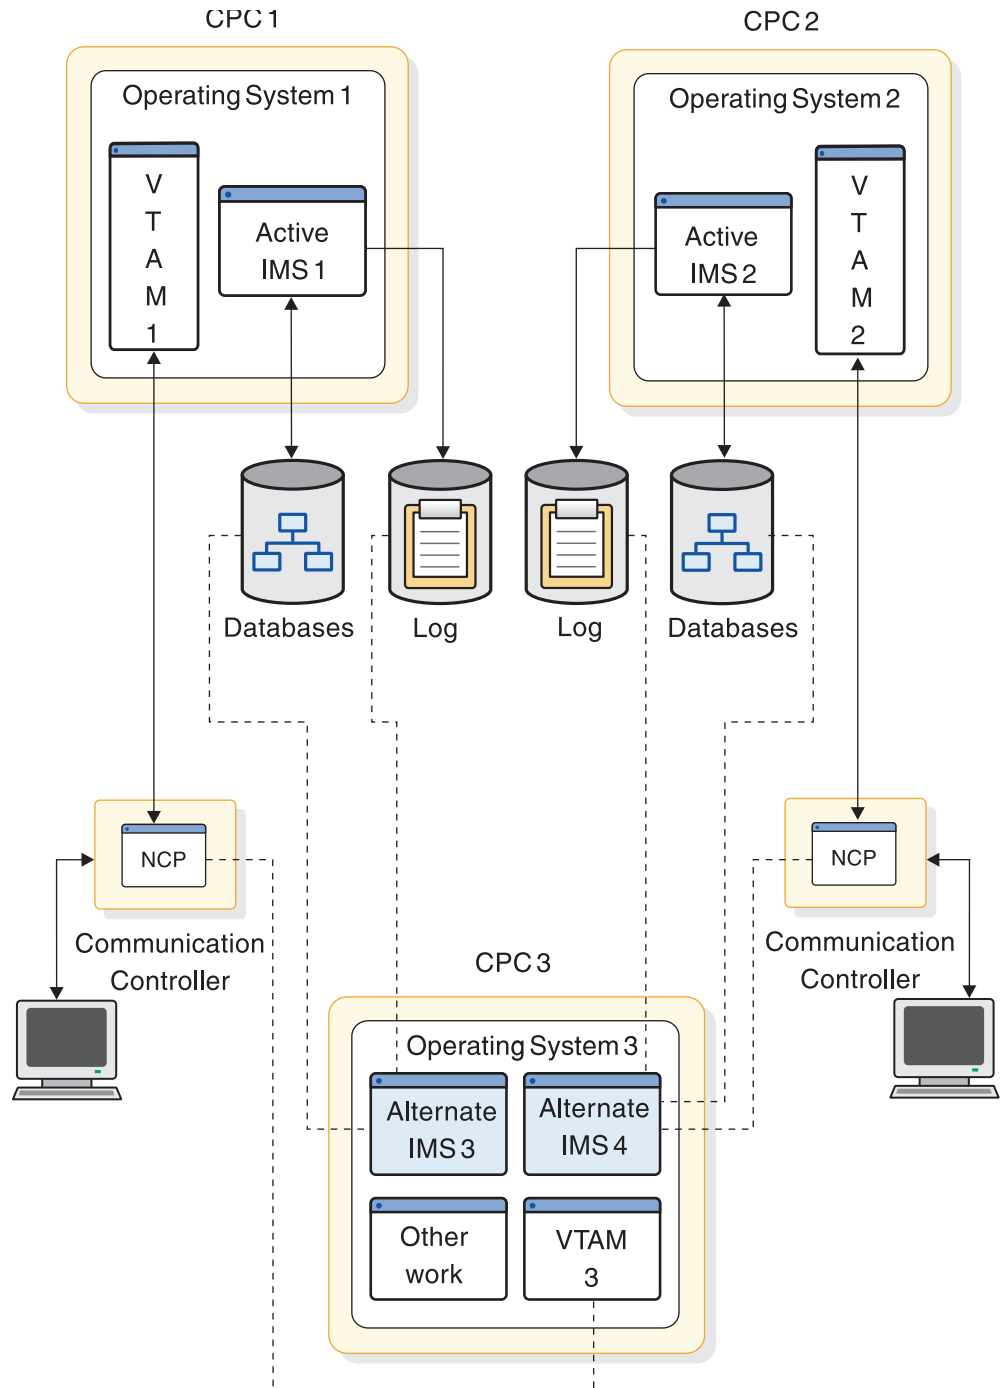 CPC 1
CPC 2
Operating System 1
Operating System 2
V
T
A
M
1
Active
IMS 1
Active
IMS 2
V
T
A
M
2
Databases
Log
Log
Databases
NCP
NCP
Communication
Controller
Communication
Controller
CPC 3
Operating System 3
Alternate
IMS 3
Alternate
IMS 4
Other
work
VTAM
3